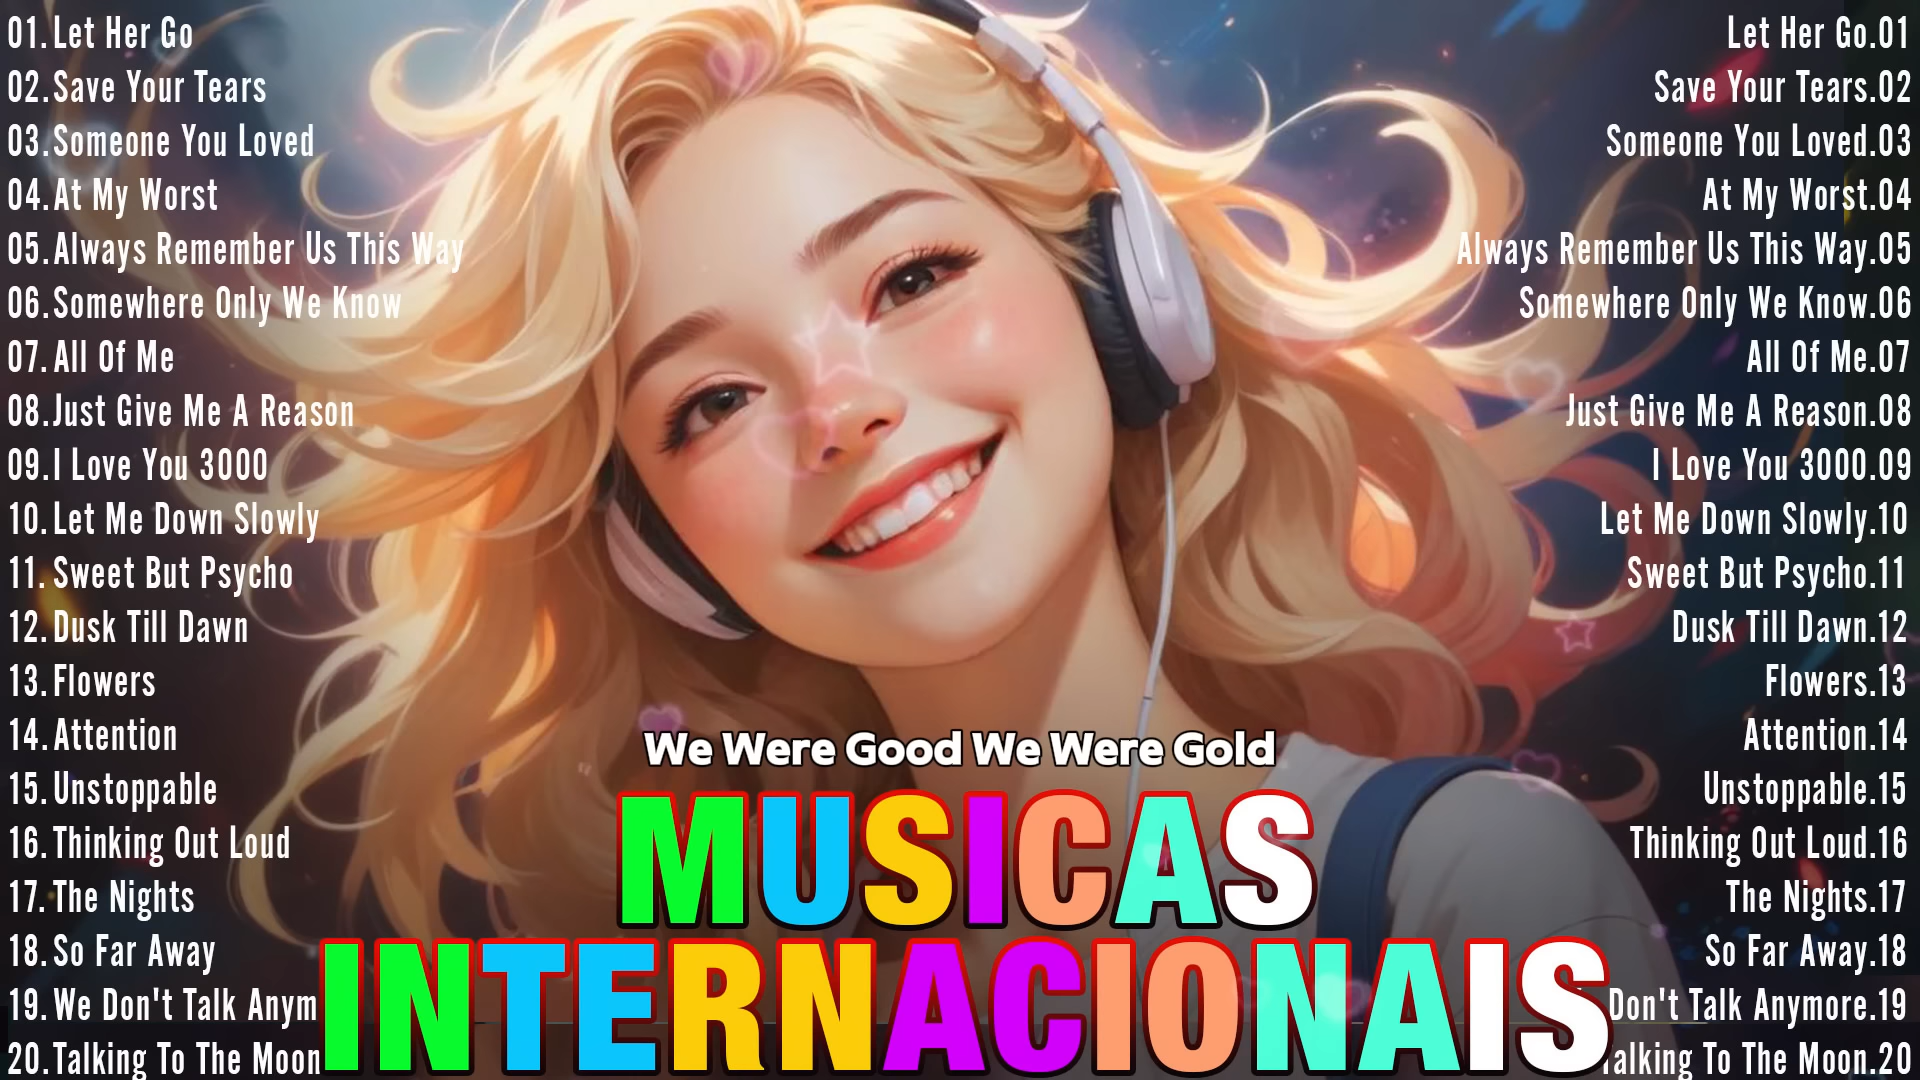 01.Let Her Go
02.Save Your Tears
03.Someone You Loved
04.At My Worst
05.Always Remember Us This Way
06.Somewhere Only We Know
07.All Of Me
08.Just Give Me A Reason
09.I Love You 3000
10.Let Me Down Slowly
11.Sweet But Psycho
12.Dusk Till Dawn
13.Flowers
14.Attention
15.Unstoppable
16.Thinking Out Loud
17.The Nights
18.So Far Away
19.We Don't Talk Anym
20.Talking To The Moon
Let Her Go.01
Save Your Tears.02
Someone You Loved.03
At My Worst.04
Always Remember Us This Way.05
Somewhere Only We Know.06
All Of Me.07
Just Give Me A Reason.08
I Love You 3000.09
Let Me Down Slowly.10
Sweet But Psycho.11
Dusk Till Dawn.12
Flowers.13
Attention.14
Unstoppable.15
Thinking Out Loud.16
The Nights.17
So Far Away.18
Don't Talk Anymore.19
alking To The Moon.20
We Were Good We Were Gold
MUSICAS
INTERNACIONAIS